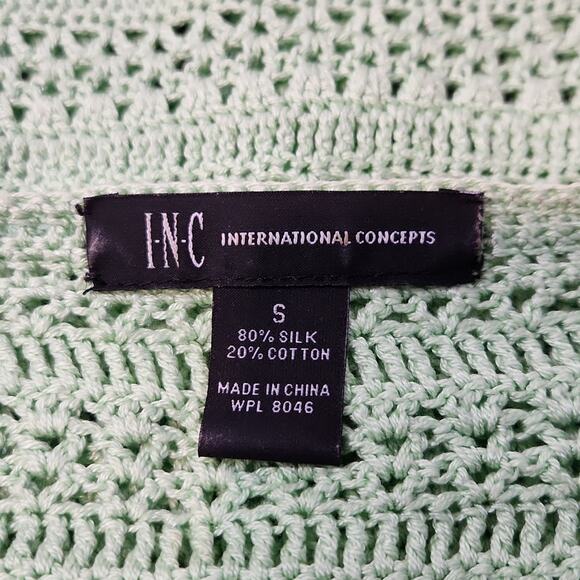 I·N·C INTERNATIONAL CONCEPTS
S
80% SILK
20% COTTON
MADE IN CHINA
WPL 8046